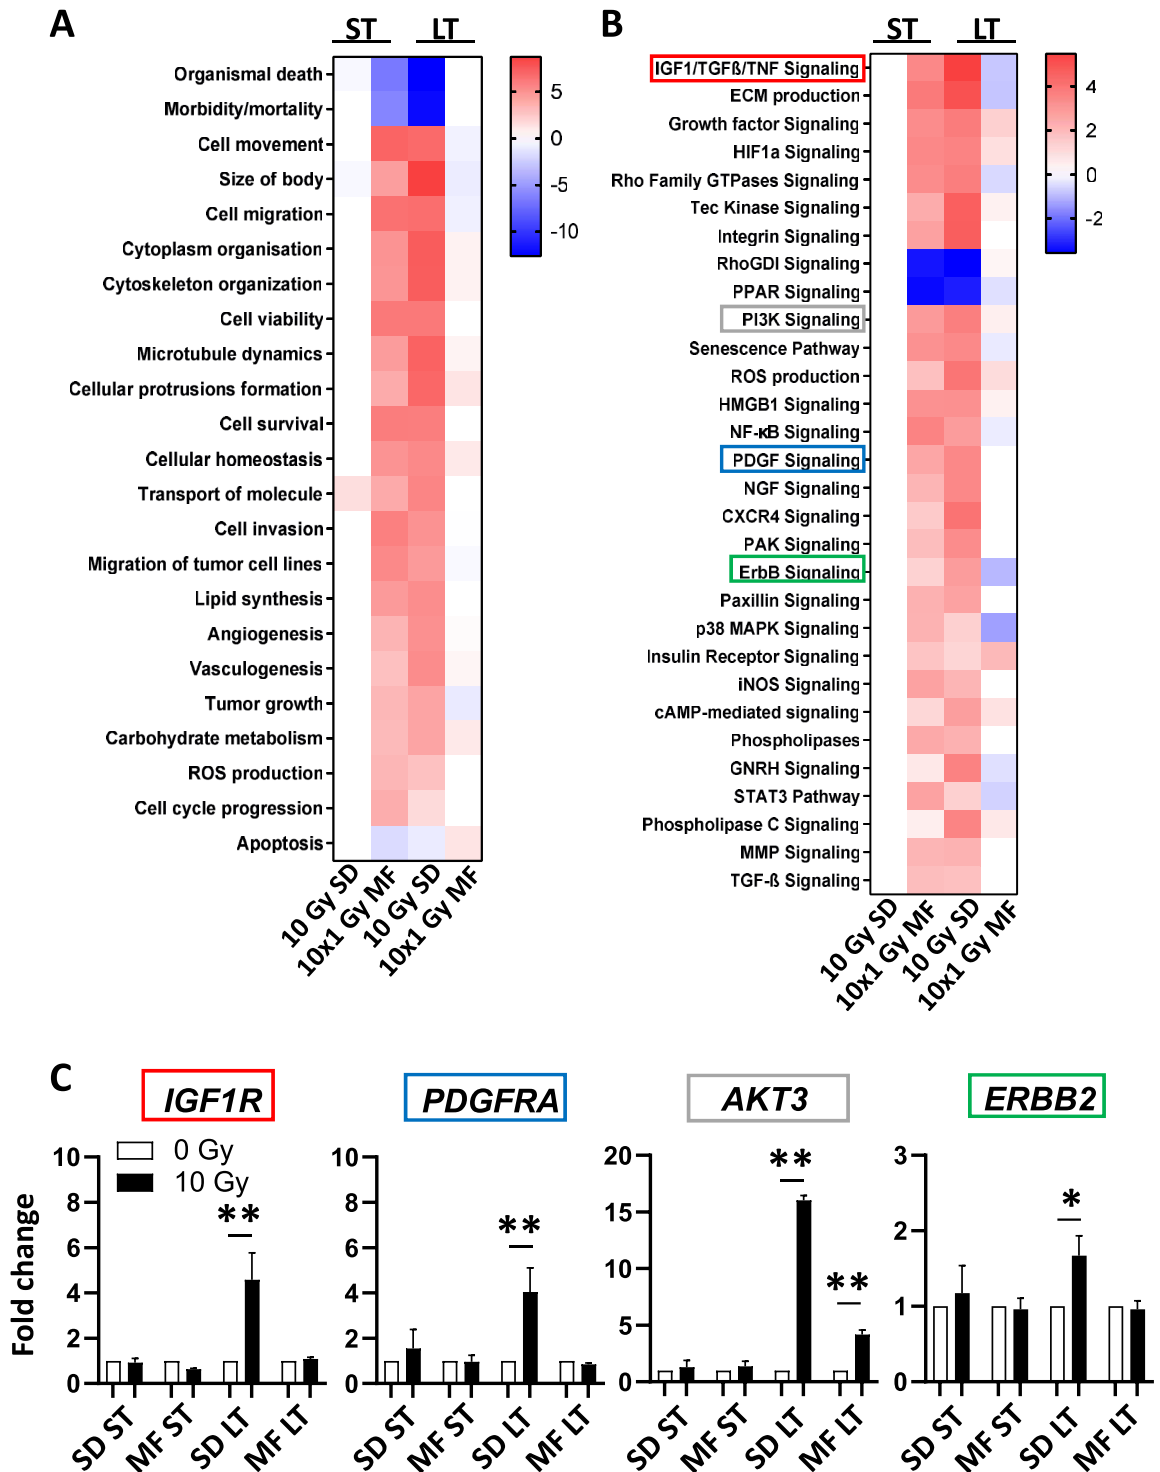 A
ST LT
Organismal death
Morbidity/mortality
Cell movement
Size of body
Cell migration
Cytoplasm organisation
Cytoskeleton organization
Cell viability
Microtubule dynamics
Cellular protrusions formation
Cell survival
Cellular homeostasis
Transport of molecule
Cell invasion
Migration of tumor cell lines
Lipid synthesis
Angiogenesis
Vasculogenesis
Tumor growth
Carbohydrate metabolism
ROS production
Cell cycle progression
Apoptosis
5
0
-5
-10
10 Gy SD
10x1 Gy MF
10 Gy SD
10x1 Gy MF
B
ST LT
IGF1/TGFß/TNF Signaling
ECM production
Growth factor Signaling
HIF1a Signaling
Rho Family GTPases Signaling
Tec Kinase Signaling
Integrin Signaling
RhoGDI Signaling
PPAR Signaling
PI3K Signaling
Senescence Pathway
ROS production
HMGB1 Signaling
NF-κB Signaling
PDGF Signaling
NGF Signaling
CXCR4 Signaling
PAK Signaling
ErbB Signaling
Paxillin Signaling
p38 MAPK Signaling
Insulin Receptor Signaling
iNOS Signaling
cAMP-mediated signaling
Phospholipases
GNRH Signaling
STAT3 Pathway
Phospholipase C Signaling
MMP Signaling
TGF-ß Signaling
4
2
0
-2
10 Gy SD
10x1 Gy MF
10 Gy SD
10x1 Gy MF
C
IGF1R
0 Gy
10 Gy
Fold change
10
8
6
4
2
0
**
SD ST
MF ST
SD LT
MF LT
PDGFRA
10
8
6
4
2
0
**
SD ST
MF ST
SD LT
MF LT
AKT3
20
15
10
5
0
**
**
SD ST
MF ST
SD LT
MF LT
ERBB2
3
2
1
0
*
SD ST
MF ST
SD LT
MF LT